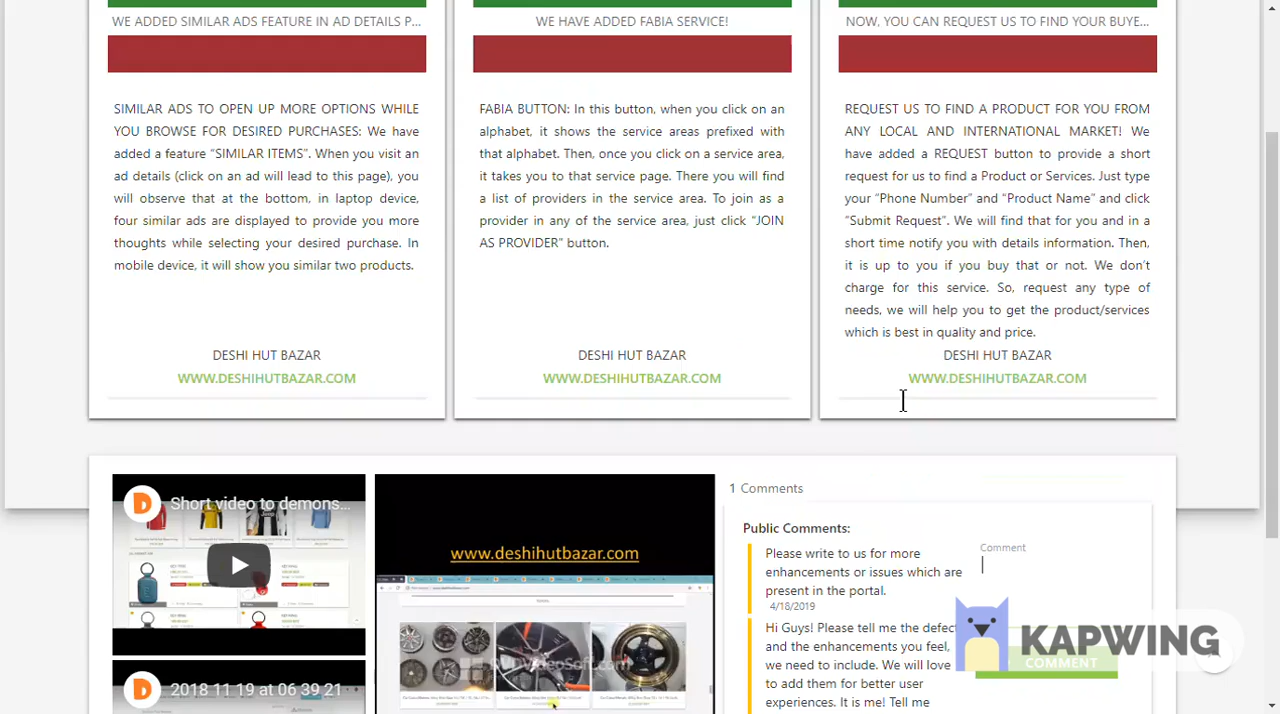 WE ADDED SIMILAR ADS FEATURE IN AD DETAILS P...
SIMILAR ADS TO OPEN UP MORE OPTIONS WHILE
YOU BROWSE FOR DESIRED PURCHASES: We have
added a feature “SIMILAR ITEMS”. When you visit an
ad details (click on an ad will lead to this page), you
will observe that at the bottom, in laptop device,
four similar ads are displayed to provide you more
thoughts while selecting your desired purchase. In
mobile device, it will show you similar two products.
DESHI HUT BAZAR
WWW.DESHIHUTBAZAR.COM
WE HAVE ADDED FABIA SERVICE!
FABIA BUTTON: In this button, when you click on an
alphabet, it shows the service areas prefixed with
that alphabet. Then, once you click on a service area,
it takes you to that service page. There you will find
a list of providers in the service area. To join as a
provider in any of the service area, just click “JOIN
AS PROVIDER” button.
DESHI HUT BAZAR
WWW.DESHIHUTBAZAR.COM
NOW, YOU CAN REQUEST US TO FIND YOUR BUYE...
REQUEST US TO FIND A PRODUCT FOR YOU FROM
ANY LOCAL AND INTERNATIONAL MARKET! We
have added a REQUEST button to provide a short
request for us to find a Product or Services. Just type
your “Phone Number” and “Product Name” and click
“Submit Request”. We will find that for you and in a
short time notify you with details information. Then,
it is up to you if you buy that or not. We don’t
charge for this service. So, request any type of
needs, we will help you to get the product/services
which is best in quality and price.
DESHI HUT BAZAR
WWW.DESHIHUTBAZAR.COM
Short video to demons...
2018 11 19 at 06 39 21
www.deshihutbazar.com
1 Comments
Public Comments:
Please write to us for more
enhancements or issues which are
present in the portal.
4/18/2019
Hi Guys! Please tell me the defect
and the enhancements you feel,
we need to include. We will love
to add them for better user
experiences. It is me! Tell me
Comment
COMMENT
KAPWING